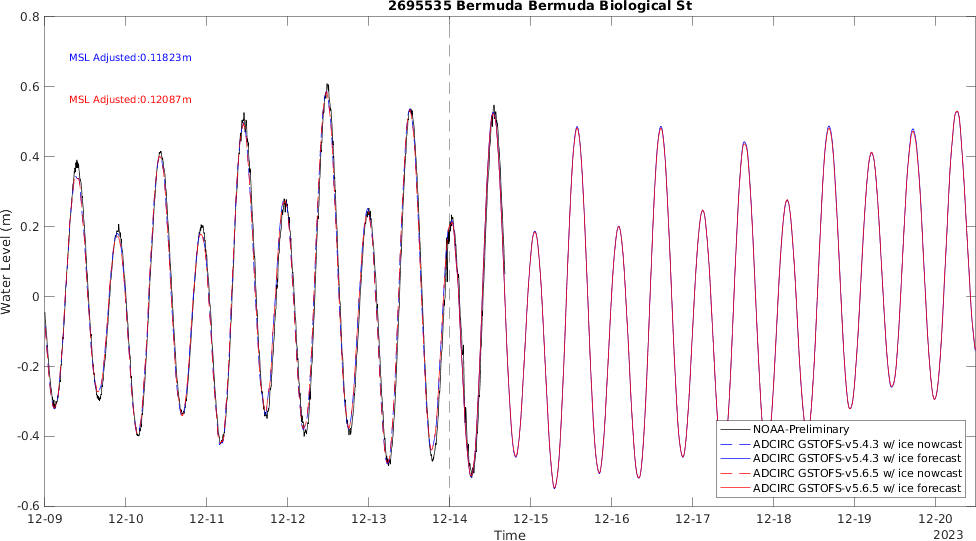 2695535 Bermuda Bermuda Biological St
Water Level (m)
0.8
0.6
0.4
0.2
0
-0.2
-0.4
-0.6
MSL Adjusted:0.11823m
MSL Adjusted:0.12087m
NOAA-Preliminary
ADCIRC GSTOFS-v5.4.3 w/ ice nowcast
ADCIRC GSTOFS-v5.4.3 w/ ice forecast
ADCIRC GSTOFS-v5.6.5 w/ ice nowcast
ADCIRC GSTOFS-v5.6.5 w/ ice forecast
12-09 12-10 12-11 12-12 12-13 12-14 12-15 12-16 12-17 12-18 12-19 12-20
Time
2023